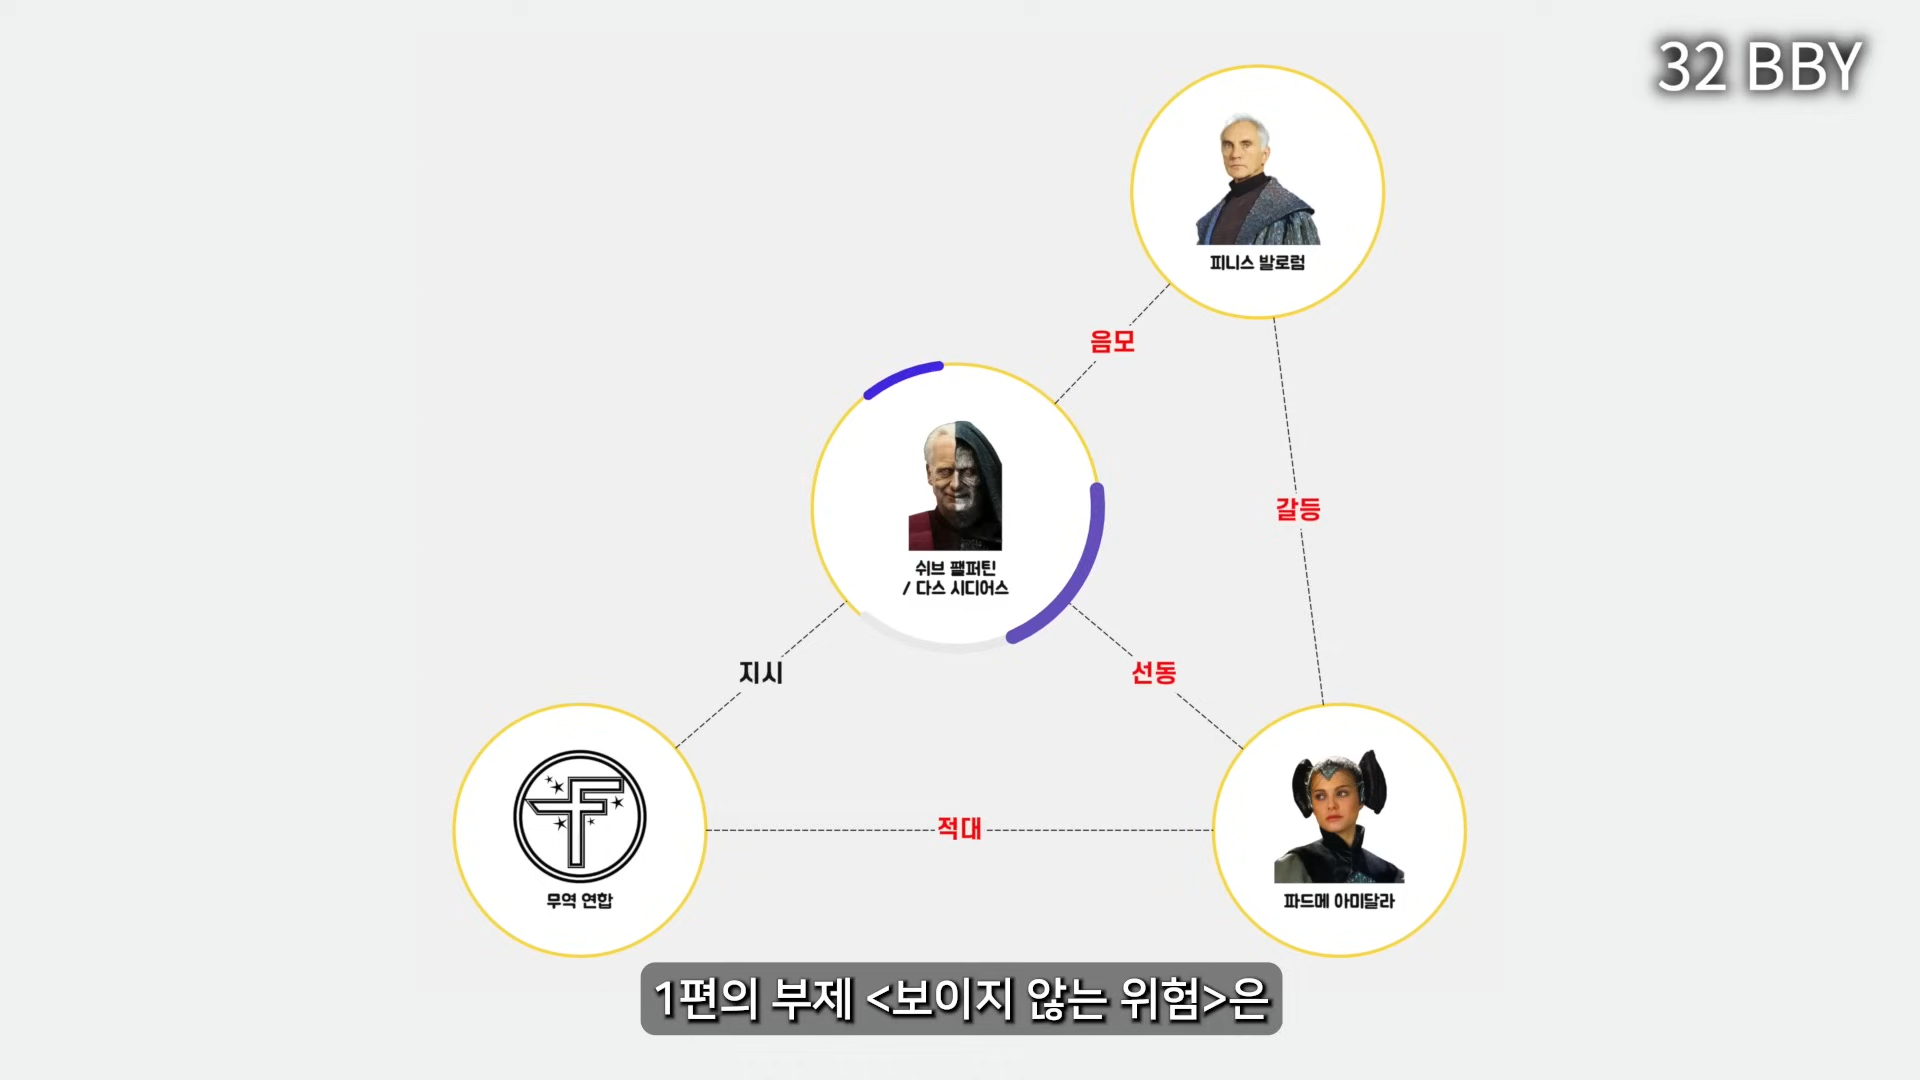 32 BBY
피니스 발로럼
음모
갈등
쉬브 팰퍼틴
/ 다스 시디어스
지시
선동
무역 연합
적대
파드메 아미달라
1편의 부제 <보이지 않는 위험>은